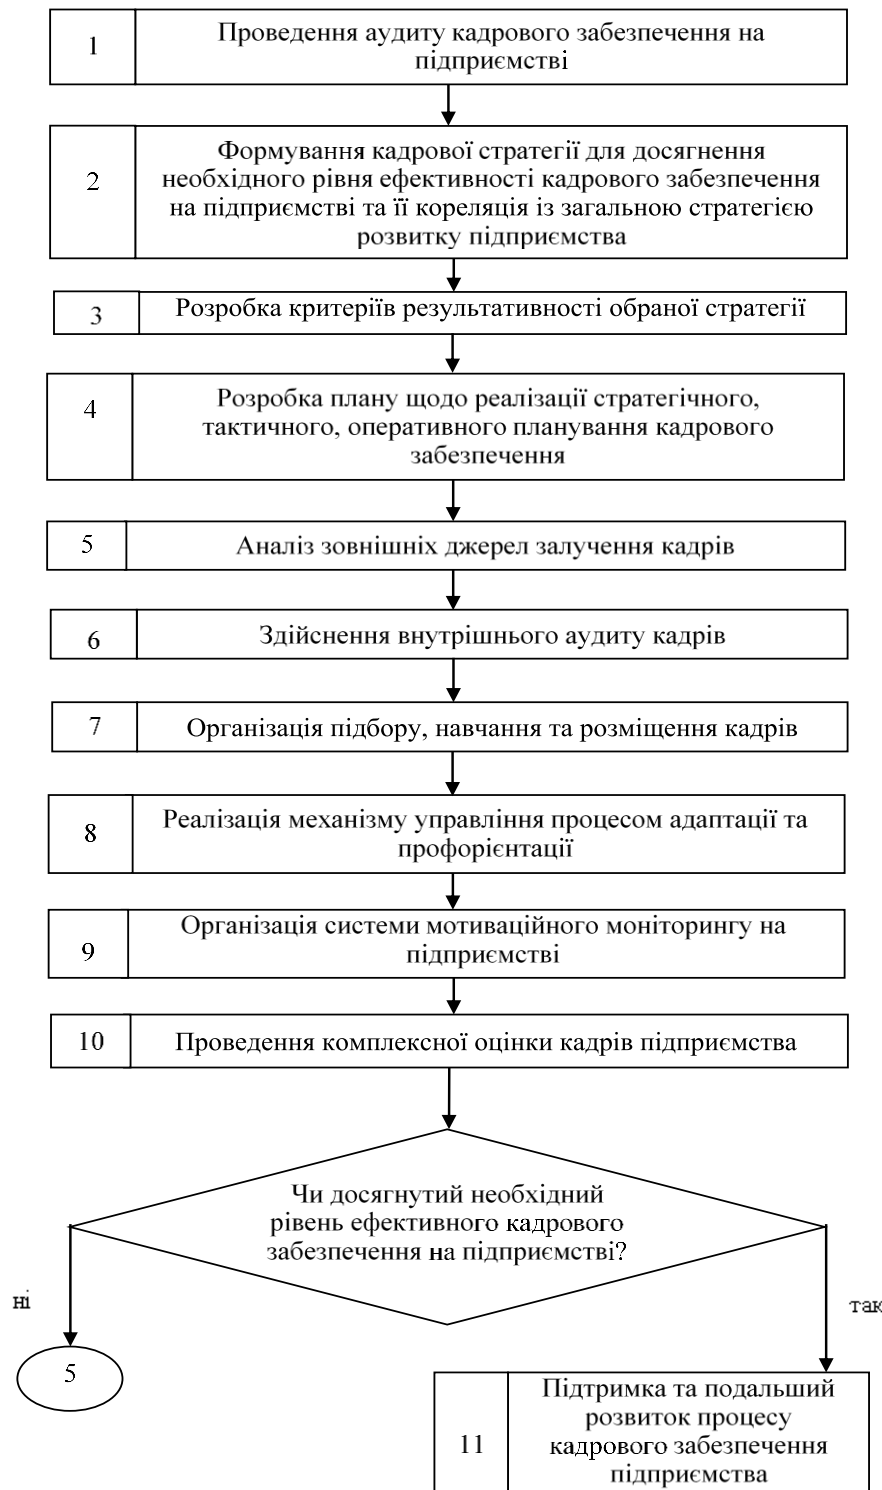 1
Проведення аудиту кадрового забезпечення на
підприємстві
2
Формування кадрової стратегії для досягнення
необхідного рівня ефективності кадрового забезпечення
на підприємстві та її кореляція із загальною стратегією
розвитку підприємства
3
Розробка критеріїв результативності обраної стратегії
4
Розробка плану щодо реалізації стратегічного,
тактичного, оперативного планування кадрового
забезпечення
5
Аналіз зовнішніх джерел залучення кадрів
6
Здійснення внутрішнього аудиту кадрів
7
Організація підбору, навчання та розміщення кадрів
8
Реалізація механізму управління процесом адаптації та
профорієнтації
9
Організація системи мотиваційного моніторингу на
підприємстві
10
Проведення комплексної оцінки кадрів підприємства
Чи досягнутий необхідний
рівень ефективного кадрового
забезпечення на підприємстві?
ні
так
5
11
Підтримка та подальший
розвиток процесу
кадрового забезпечення
підприємства